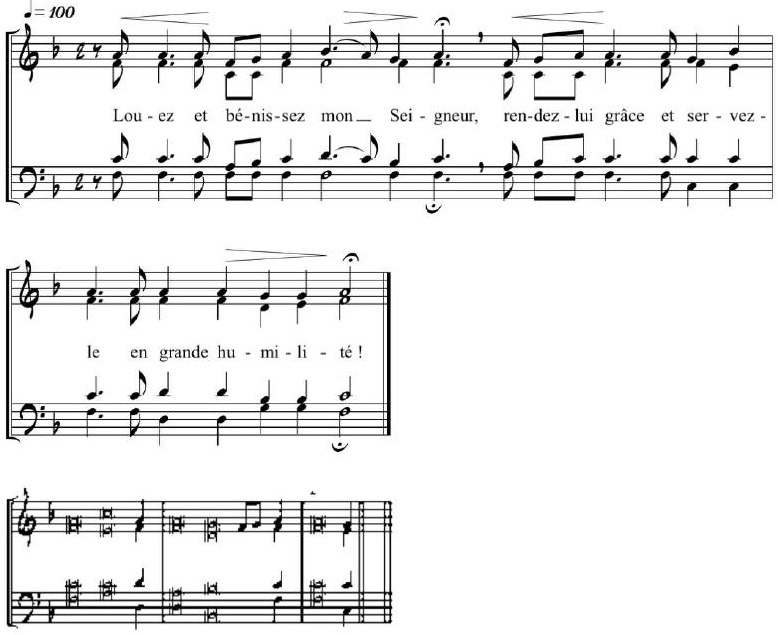 ♩= 100
Lou - ez et bé-nis-sez mon_ Sei - gneur, ren-dez - lui grâce et ser - vez -
le en grande hu - mi - li - té !